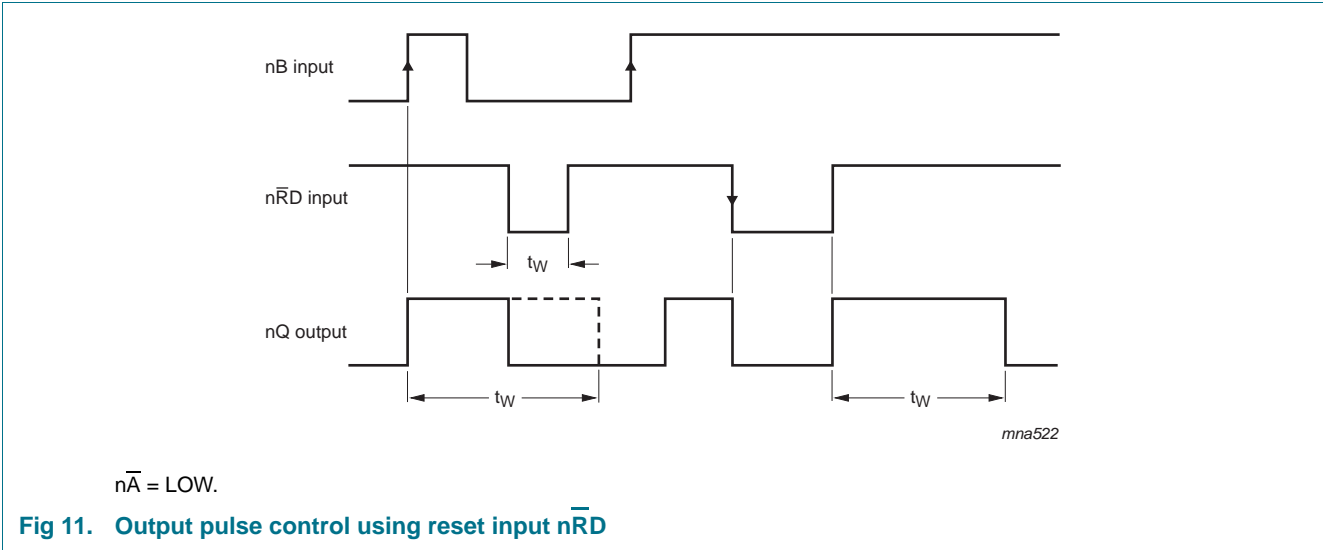 nB input
nR̅D input
tW
nQ output
tW
tW
mna522
nA̅ = LOW.
Fig 11. Output pulse control using reset input nR̅D